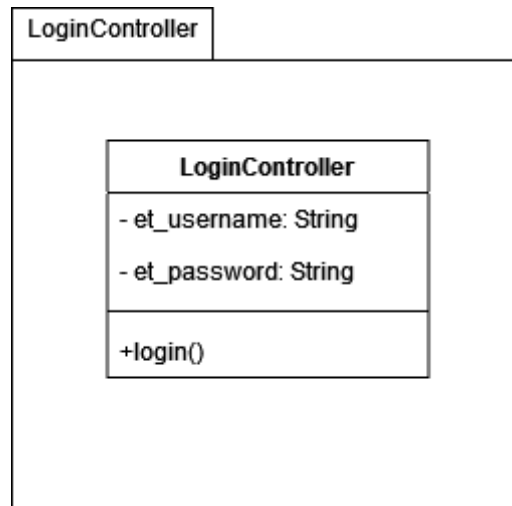 LoginController
LoginController
- et_username: String
- et_password: String
+login()